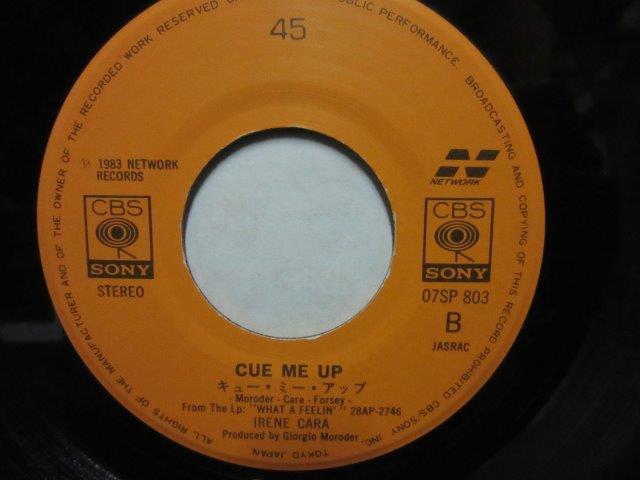 45
ALL RIGHTS OF THE MANUFACTURER AND OF THE OWNER OF THE RECORDED WORK RESERVED UBLIC PERFORMANCE. BROADCASTING AND COPYING OF THIS RECORD PROHIBITED CBS/SONY INC. TOKYO JAPAN
℗ 1983 NETWORK
RECORDS
NETWORK
CBS
SONY
STEREO
CBS
SONY
07SP 803
B
JASRAC
CUE ME UP
キュー・ミー・アップ
- Moroder - Cara - Forsey -
From The Lp: "WHAT A FEELIN'" 28AP-2746
IRENE CARA
Produced by Giorgio Moroder